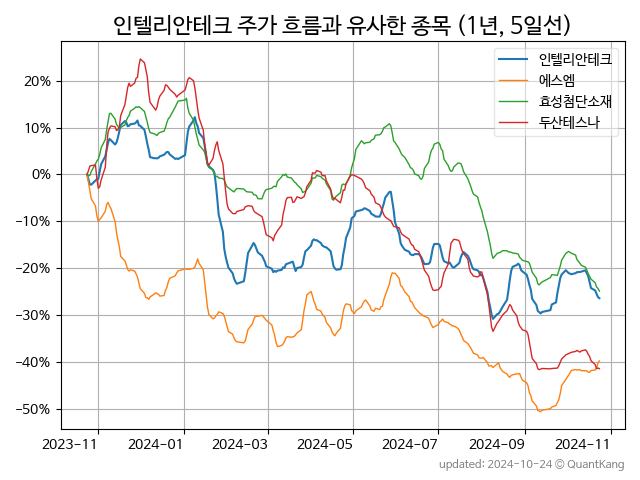 인텔리안테크 주가 흐름과 유사한 종목 (1년, 5일선)
인텔리안테크
에스엠
효성첨단소재
두산테스나
20%
10%
0%
−10%
−20%
−30%
−40%
−50%
2023-11
2024-01
2024-03
2024-05
2024-07
2024-09
2024-11
updated: 2024-10-24 © QuantKang